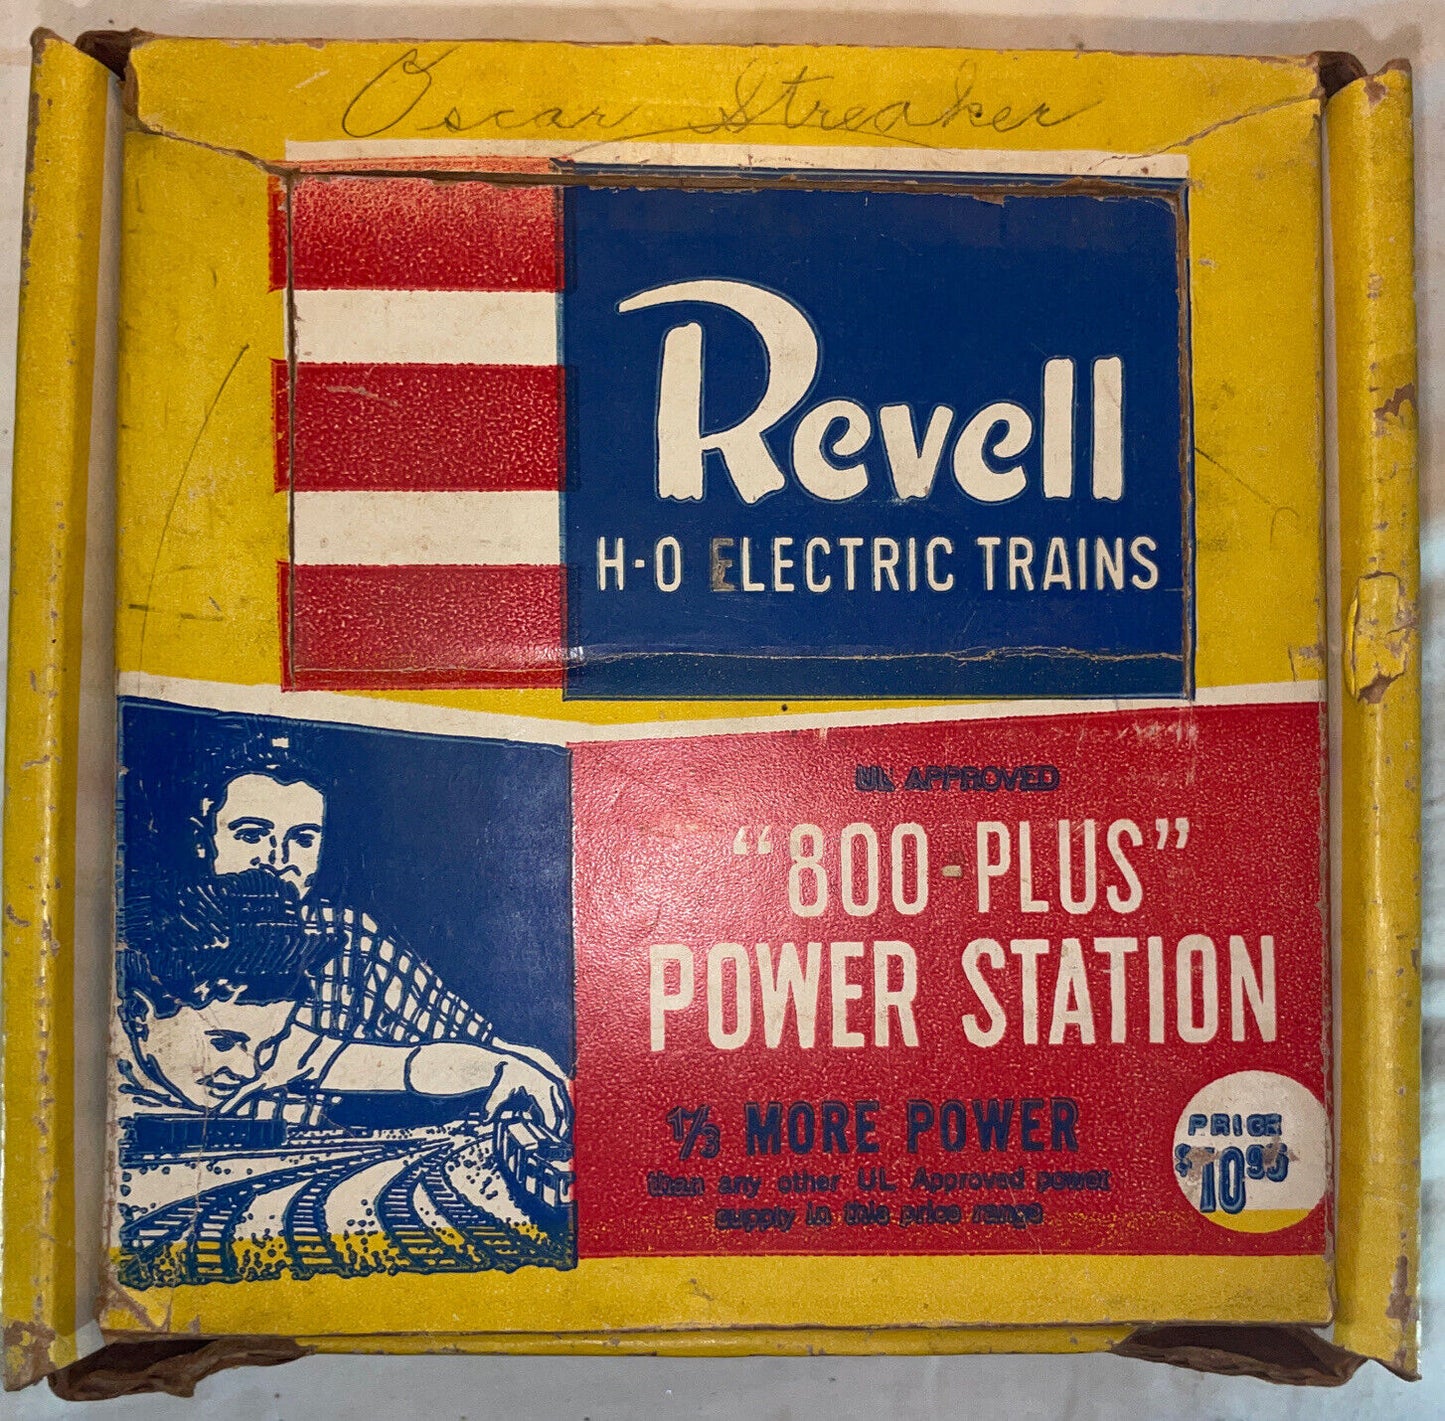 Oscar Streaker
Revell
H-O ELECTRIC TRAINS
UL APPROVED
"800-PLUS"
POWER STATION
1⅓ MORE POWER
than any other UL Approved power
supply in this price range
PRICE
$10.95